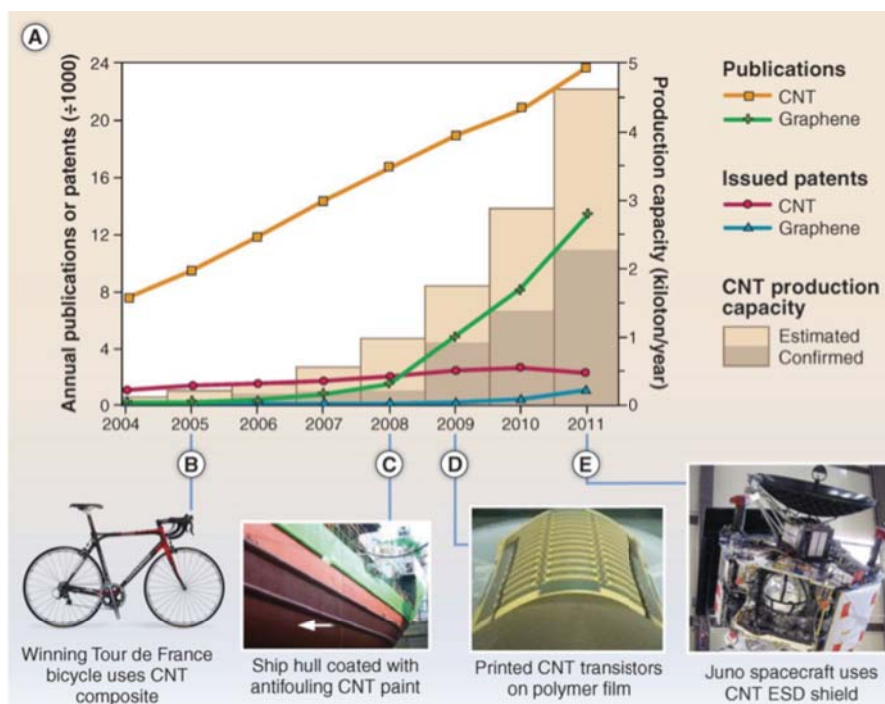 A
Annual publications or patents (÷1000)
24
20
16
12
8
4
0
5
4
3
2
1
0
Production capacity (kiloton/year)
2004 2005 2006 2007 2008 2009 2010 2011
Publications
CNT
Graphene
Issued patents
CNT
Graphene
CNT production
capacity
Estimated
Confirmed
B C D E
Winning Tour de France
bicycle uses CNT
composite
Ship hull coated with
antifouling CNT paint
Printed CNT transistors
on polymer film
Juno spacecraft uses
CNT ESD shield